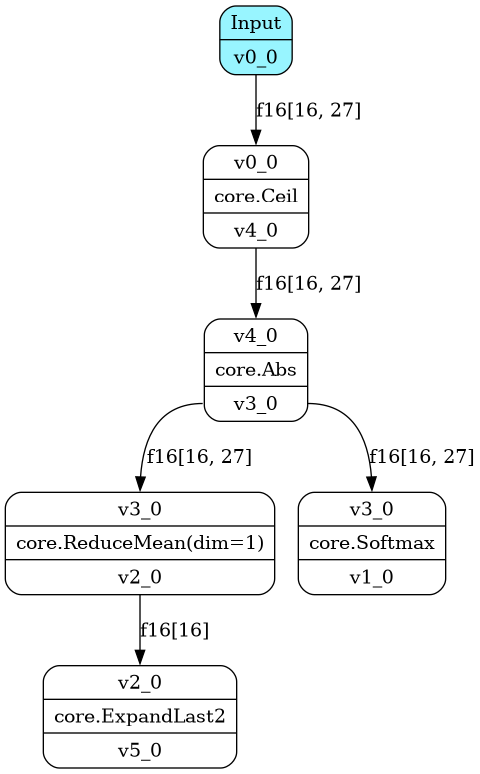 Input
v0_0
f16[16, 27]
v0_0
core.Ceil
v4_0
f16[16, 27]
v4_0
core.Abs
v3_0
f16[16, 27]
f16[16, 27]
v3_0
core.ReduceMean(dim=1)
v2_0
v3_0
core.Softmax
v1_0
f16[16]
v2_0
core.ExpandLast2
v5_0